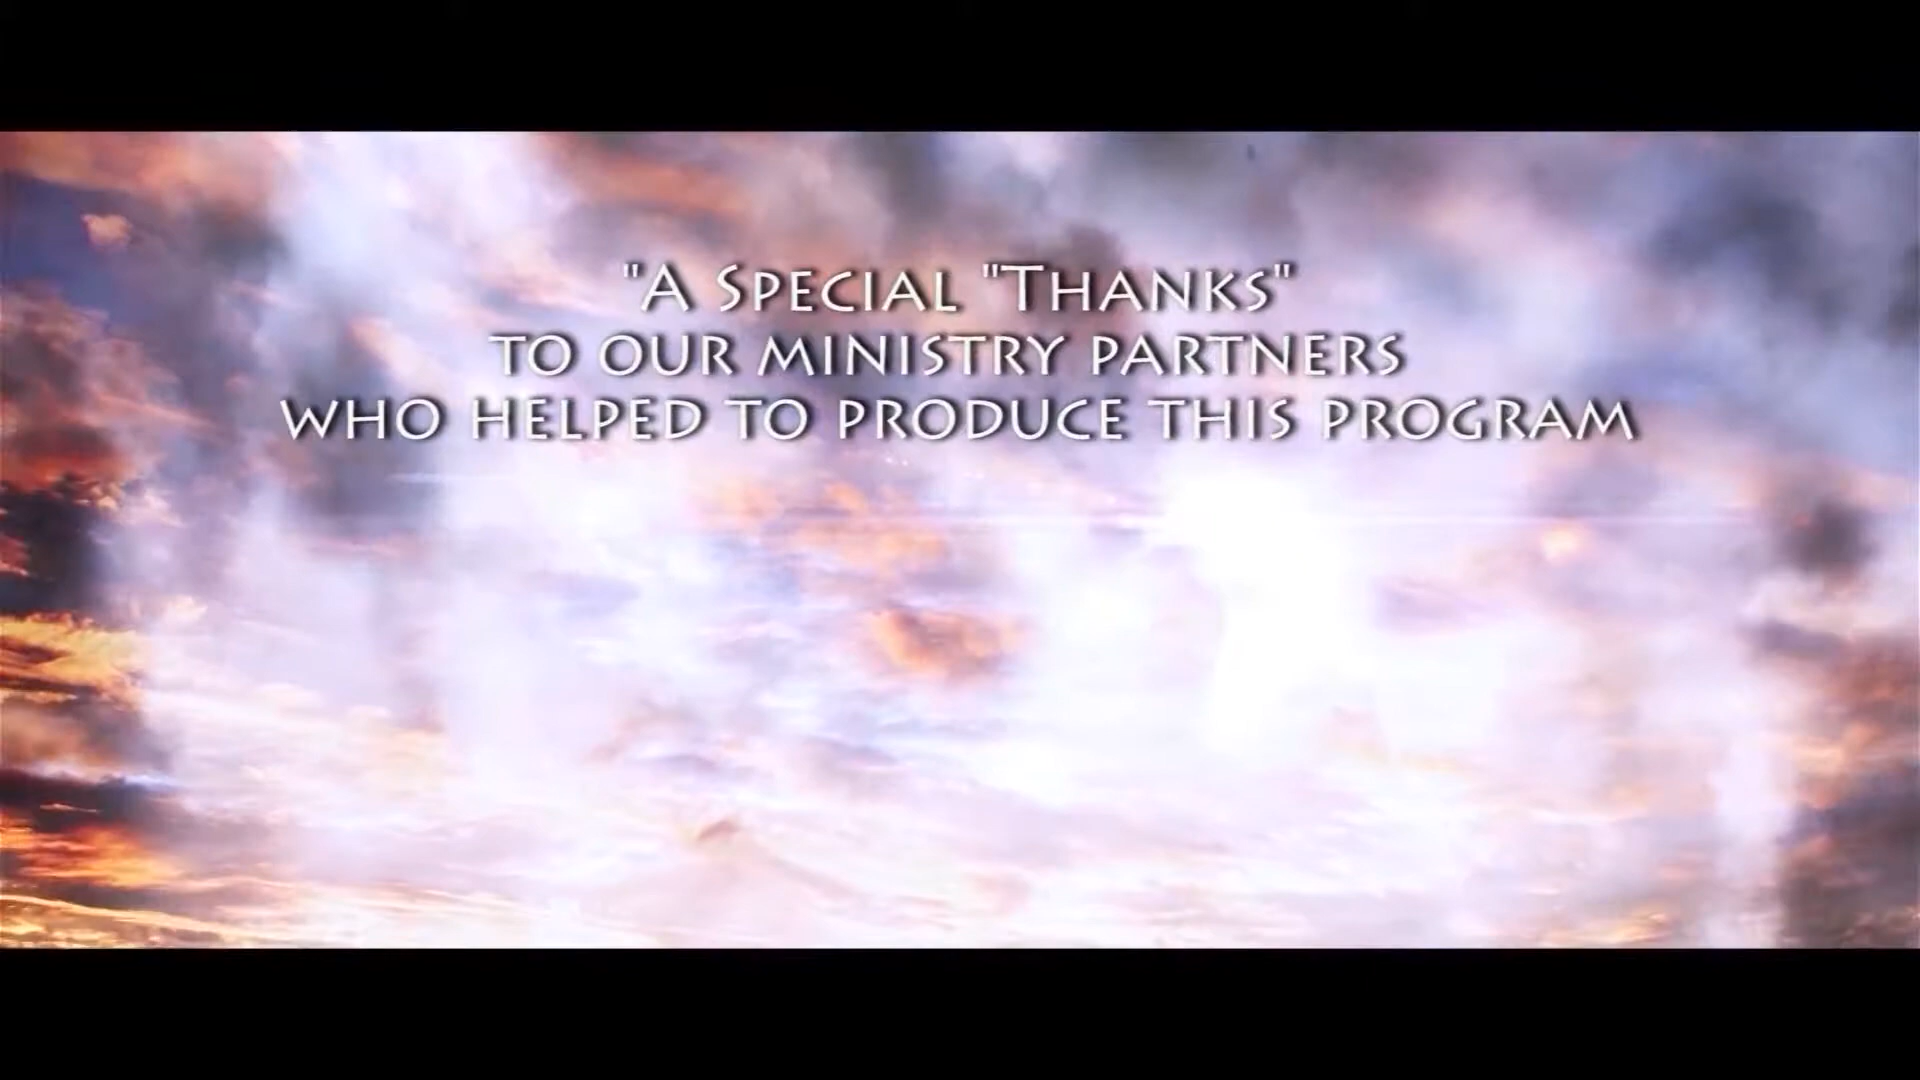 "A Special "Thanks"
to our ministry partners
who helped to produce this program